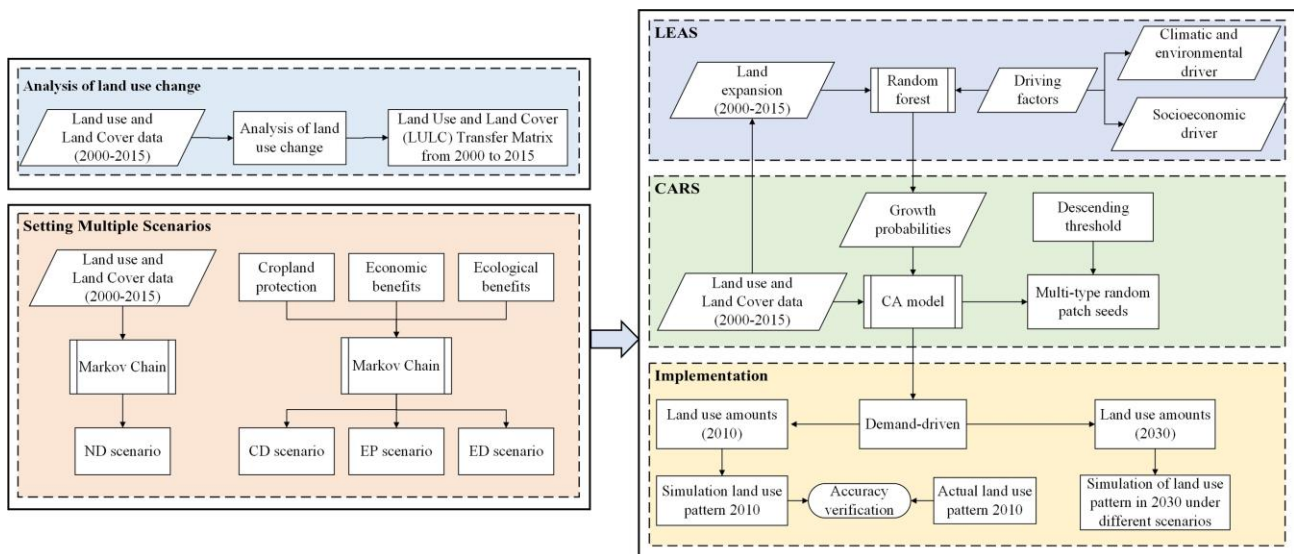 Analysis of land use change
Land use and
Land Cover data
(2000-2015)
Analysis of land
use change
Land Use and Land Cover
(LULC) Transfer Matrix
from 2000 to 2015
Setting Multiple Scenarios
Land use and
Land Cover data
(2000-2015)
Cropland
protection
Economic
benefits
Ecological
benefits
Markov Chain
Markov Chain
ND scenario
CD scenario
EP scenario
ED scenario
LEAS
Land
expansion
(2000-2015)
Random
forest
Driving
factors
Climatic and
environmental
driver
Socioeconomic
driver
CARS
Growth
probabilities
Descending
threshold
Land use and
Land Cover data
(2000-2015)
CA model
Multi-type random
patch seeds
Implementation
Land use amounts
(2010)
Demand-driven
Land use amounts
(2030)
Simulation land use
pattern 2010
Accuracy
verification
Actual land use
pattern 2010
Simulation of land use
pattern in 2030 under
different scenarios